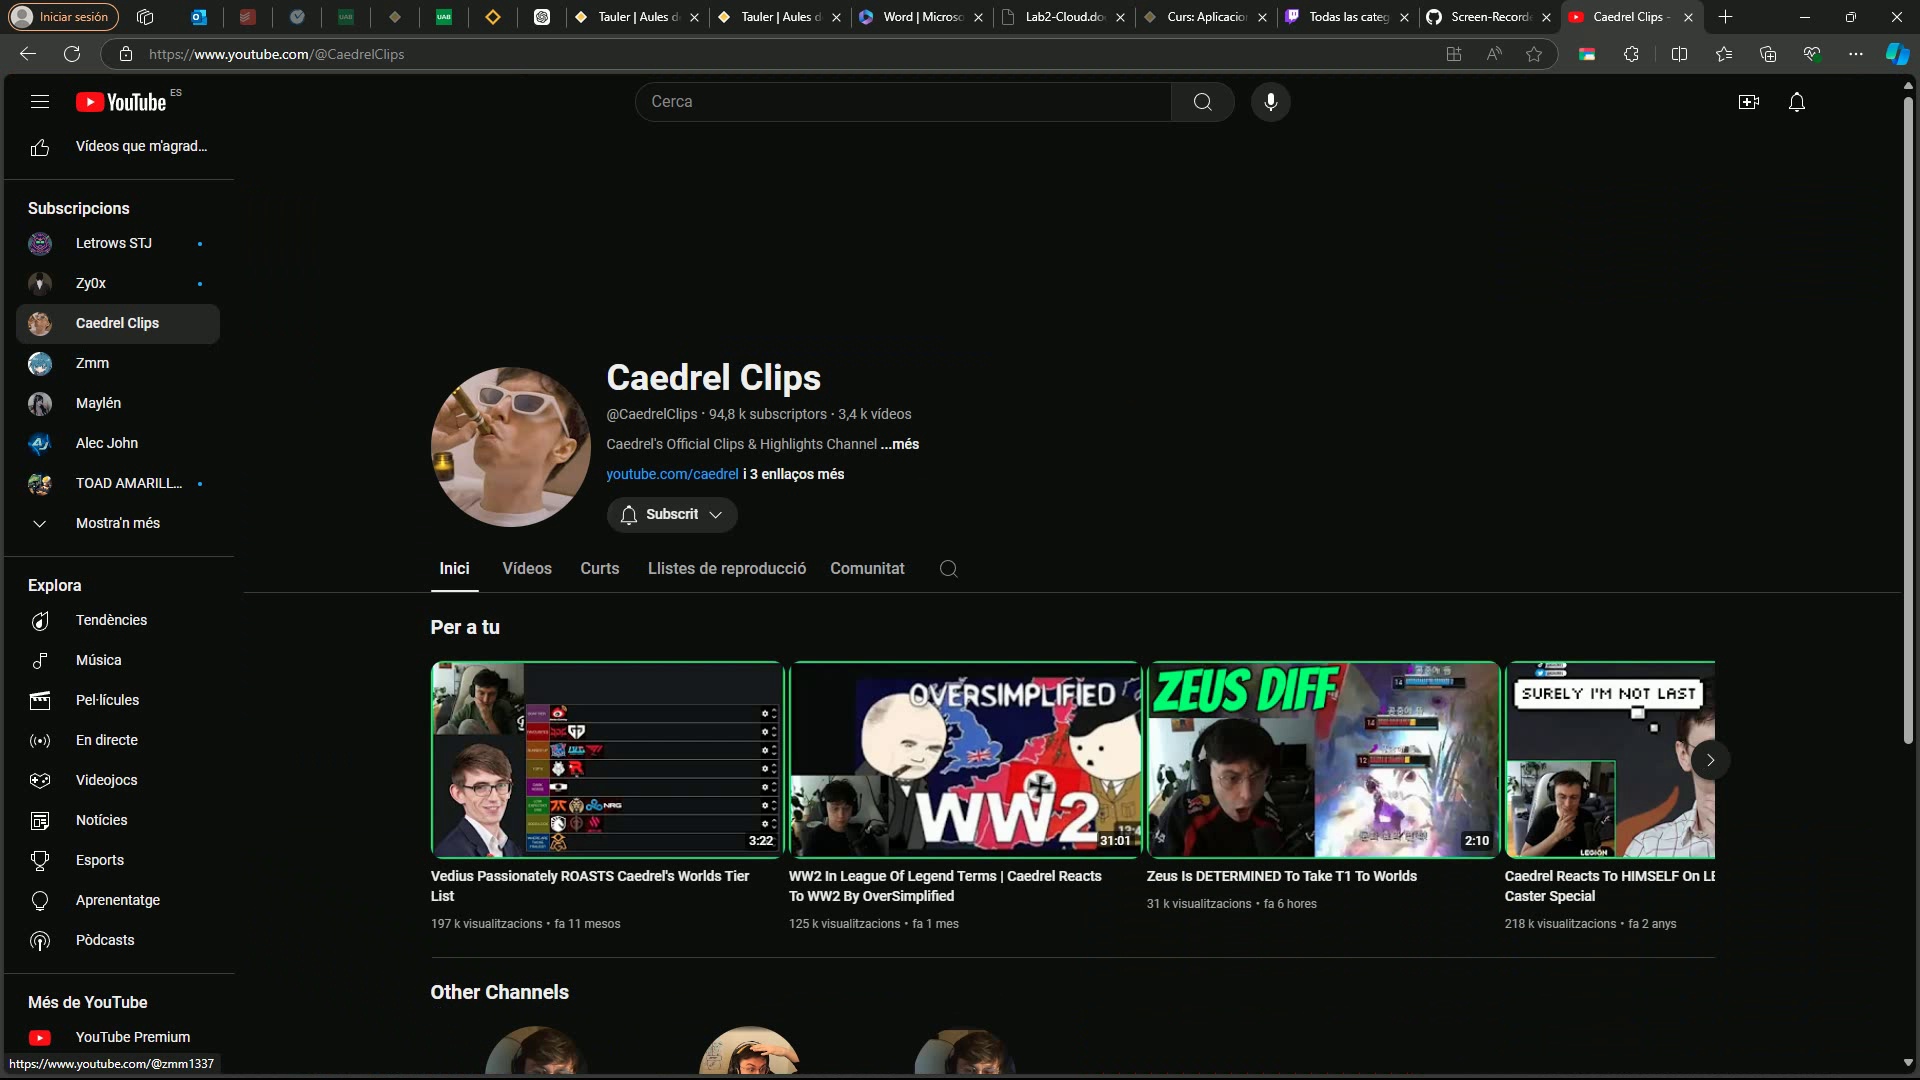 Iniciar sesión
Tauler | Aules d
Tauler | Aules d
Word | Microso
Lab2-Cloud.do
Curs: Aplicacio
Todas las categ
Screen-Record
Caedrel Clips -
https://www.youtube.com/@CaedrelClips
YouTube ES
Cerca
Vídeos que m'agrad...
Subscripcions
Letrows STJ
Zy0x
Caedrel Clips
Zmm
Maylén
Alec John
TOAD AMARILL...
Mostra'n més
Explora
Tendències
Música
Pel·lícules
En directe
Videojocs
Notícies
Esports
Aprenentatge
Pòdcasts
Més de YouTube
YouTube Premium
https://www.youtube.com/@zmm1337
Caedrel Clips
@CaedrelClips · 94,8 k subscriptors · 3,4 k vídeos
Caedrel's Official Clips & Highlights Channel ...més
youtube.com/caedrel i 3 enllaços més
Subscrit
Inici
Vídeos
Curts
Llistes de reproducció
Comunitat
Per a tu
NRG
3:22
Vedius Passionately ROASTS Caedrel's Worlds Tier
List
197 k visualitzacions · fa 11 mesos
OVERSIMPLIFIED
WW2
31:01
WW2 In League Of Legend Terms | Caedrel Reacts
To WW2 By OverSimplified
125 k visualitzacions · fa 1 mes
ZEUS DIFF
2:10
Zeus Is DETERMINED To Take T1 To Worlds
31 k visualitzacions · fa 6 hores
SURELY I'M NOT LAST
LEGION
Caedrel Reacts To HIMSELF On LE
Caster Special
218 k visualitzacions · fa 2 anys
Other Channels